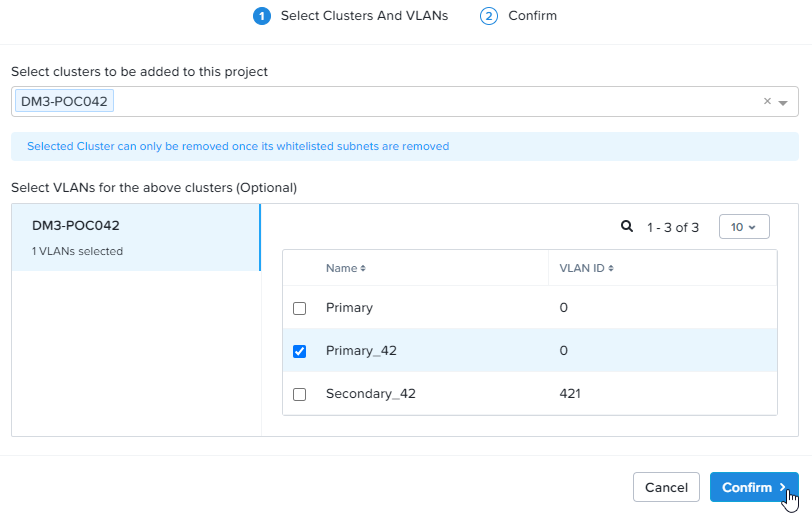 1 Select Clusters And VLANs 2 Confirm
Select clusters to be added to this project
DM3-POC042
Selected Cluster can only be removed once its whitelisted subnets are removed
Select VLANs for the above clusters (Optional)
DM3-POC042
1 VLANs selected
1 - 3 of 3 10
Name VLAN ID
Primary 0
Primary_42 0
Secondary_42 421
Cancel Confirm